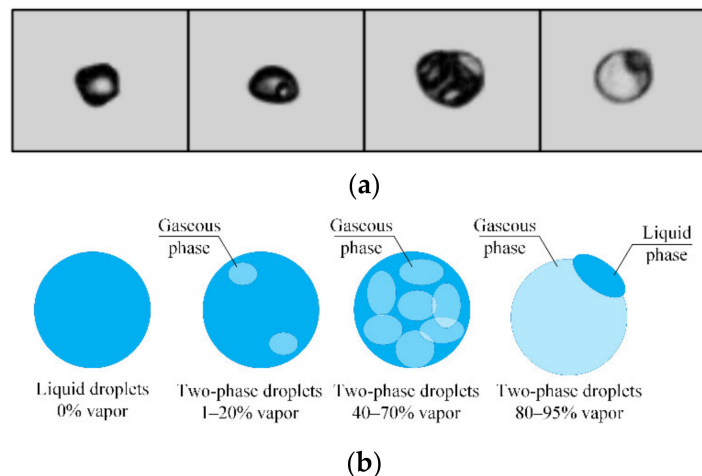 (a)
Gaseous
phase
Gaseous
phase
Gaseous
phase
Liquid
phase
Liquid droplets
0% vapor
Two-phase droplets
1–20% vapor
Two-phase droplets
40–70% vapor
Two-phase droplets
80–95% vapor
(b)